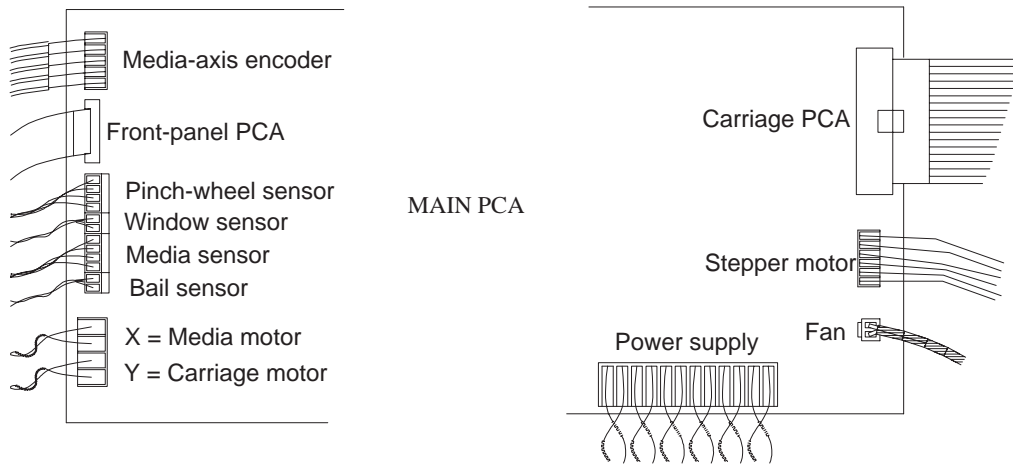 Media-axis encoder
Front-panel PCA
Pinch-wheel sensor
Window sensor
Media sensor
Bail sensor
X = Media motor
Y = Carriage motor
MAIN PCA
Carriage PCA
Stepper motor
Fan
Power supply